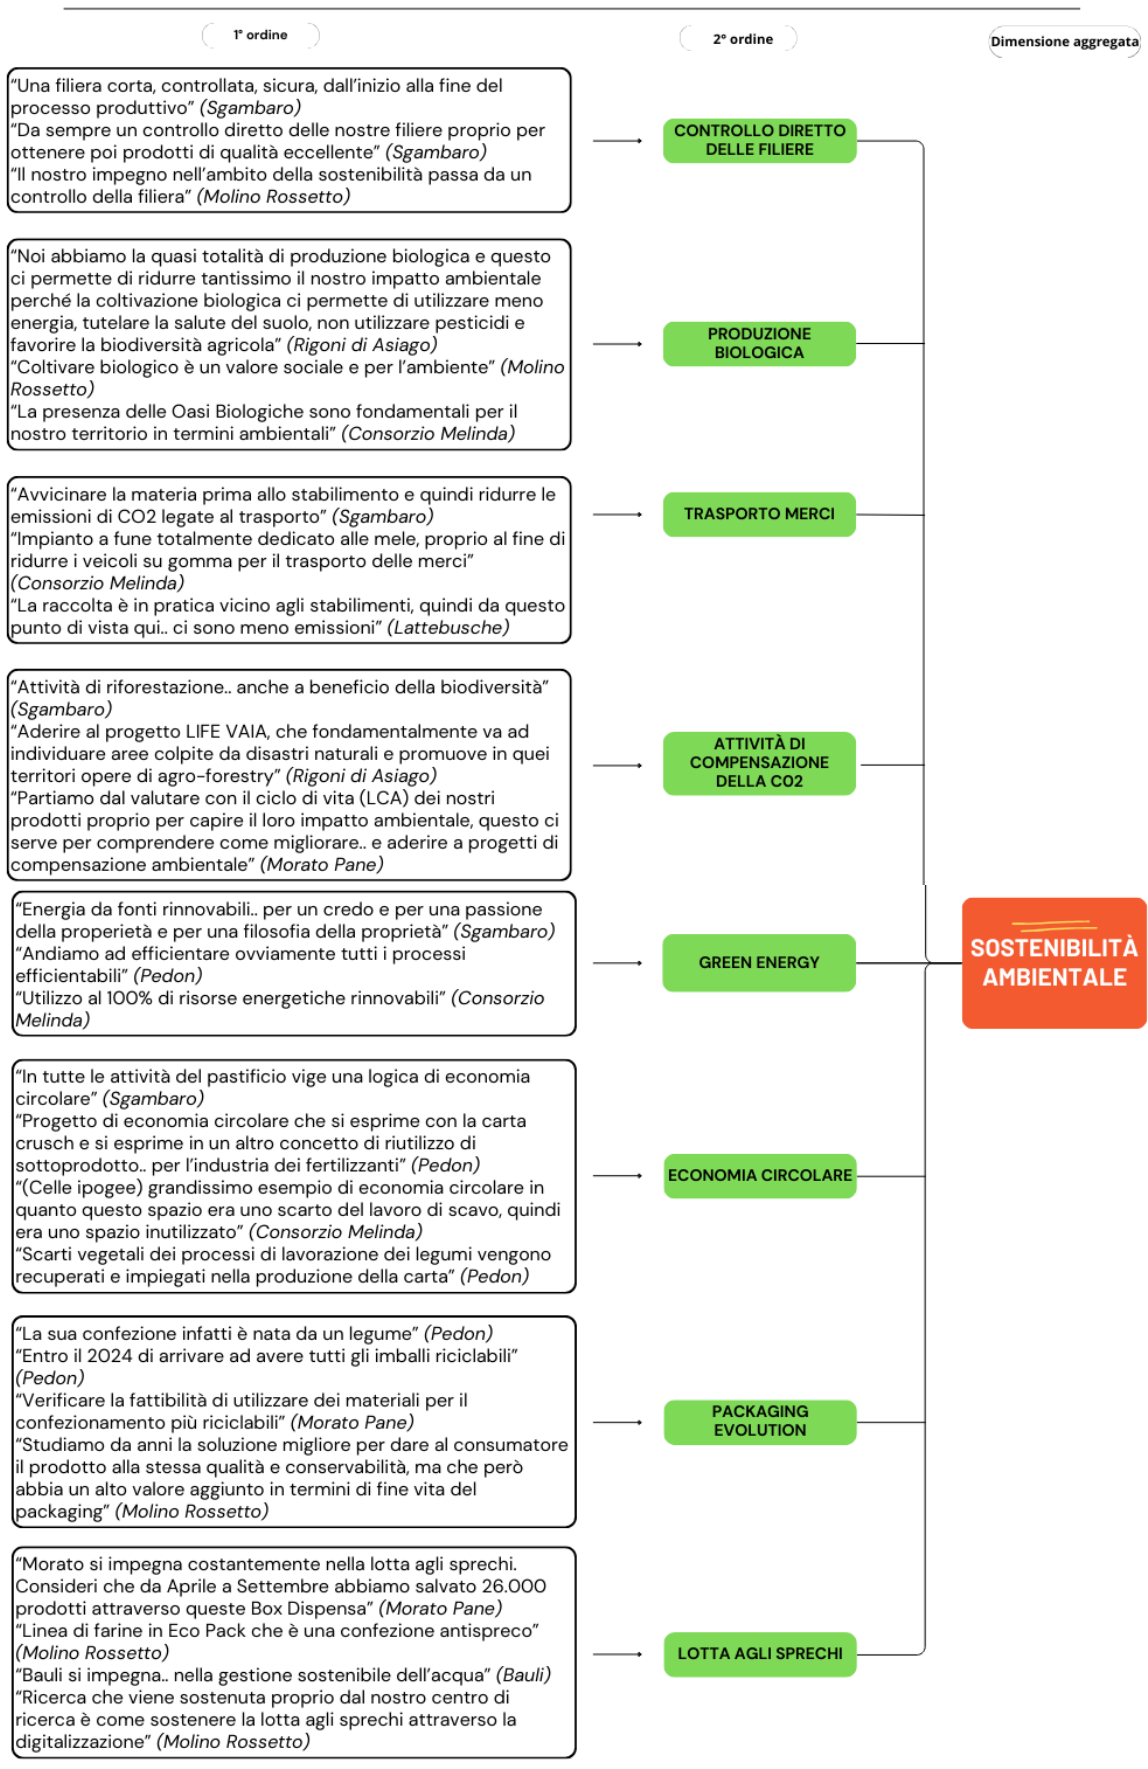 1° ordine
2° ordine
Dimensione aggregata
“Una filiera corta, controllata, sicura, dall’inizio alla fine del
processo produttivo” (Sgambaro)
“Da sempre un controllo diretto delle nostre filiere proprio per
ottenere poi prodotti di qualità eccellente” (Sgambaro)
“Il nostro impegno nell’ambito della sostenibilità passa da un
controllo della filiera” (Molino Rossetto)
CONTROLLO DIRETTO
DELLE FILIERE
“Noi abbiamo la quasi totalità di produzione biologica e questo
ci permette di ridurre tantissimo il nostro impatto ambientale
perché la coltivazione biologica ci permette di utilizzare meno
energia, tutelare la salute del suolo, non utilizzare pesticidi e
favorire la biodiversità agricola” (Rigoni di Asiago)
“Coltivare biologico è un valore sociale e per l’ambiente” (Molino
Rossetto)
“La presenza delle Oasi Biologiche sono fondamentali per il
nostro territorio in termini ambientali” (Consorzio Melinda)
PRODUZIONE
BIOLOGICA
“Avvicinare la materia prima allo stabilimento e quindi ridurre le
emissioni di CO2 legate al trasporto” (Sgambaro)
“Impianto a fune totalmente dedicato alle mele, proprio al fine di
ridurre i veicoli su gomma per il trasporto delle merci”
(Consorzio Melinda)
“La raccolta è in pratica vicino agli stabilimenti, quindi da questo
punto di vista qui.. ci sono meno emissioni” (Lattebusche)
TRASPORTO MERCI
“Attività di riforestazione.. anche a beneficio della biodiversità”
(Sgambaro)
“Aderire al progetto LIFE VAIA, che fondamentalmente va ad
individuare aree colpite da disastri naturali e promuove in quei
territori opere di agro-forestry” (Rigoni di Asiago)
“Partiamo dal valutare con il ciclo di vita (LCA) dei nostri
prodotti proprio per capire il loro impatto ambientale, questo ci
serve per comprendere come migliorare.. e aderire a progetti di
compensazione ambientale” (Morato Pane)
ATTIVITÀ DI
COMPENSAZIONE
DELLA CO2
“Energia da fonti rinnovabili.. per un credo e per una passione
della properietà e per una filosofia della proprietà” (Sgambaro)
“Andiamo ad efficientare ovviamente tutti i processi
efficientabili” (Pedon)
“Utilizzo al 100% di risorse energetiche rinnovabili” (Consorzio
Melinda)
GREEN ENERGY
SOSTENIBILITÀ
AMBIENTALE
“In tutte le attività del pastificio vige una logica di economia
circolare” (Sgambaro)
“Progetto di economia circolare che si esprime con la carta
crusch e si esprime in un altro concetto di riutilizzo di
sottoprodotto.. per l’industria dei fertilizzanti” (Pedon)
“(Celle ipogee) grandissimo esempio di economia circolare in
quanto questo spazio era uno scarto del lavoro di scavo, quindi
era uno spazio inutilizzato” (Consorzio Melinda)
“Scarti vegetali dei processi di lavorazione dei legumi vengono
recuperati e impiegati nella produzione della carta” (Pedon)
ECONOMIA CIRCOLARE
“La sua confezione infatti è nata da un legume” (Pedon)
“Entro il 2024 di arrivare ad avere tutti gli imballi riciclabili”
(Pedon)
“Verificare la fattibilità di utilizzare dei materiali per il
confezionamento più riciclabili” (Morato Pane)
“Studiamo da anni la soluzione migliore per dare al consumatore
il prodotto alla stessa qualità e conservabilità, ma che però
abbia un alto valore aggiunto in termini di fine vita del
packaging” (Molino Rossetto)
PACKAGING
EVOLUTION
“Morato si impegna costantemente nella lotta agli sprechi.
Consideri che da Aprile a Settembre abbiamo salvato 26.000
prodotti attraverso queste Box Dispensa” (Morato Pane)
“Linea di farine in Eco Pack che è una confezione antispreco”
(Molino Rossetto)
“Bauli si impegna.. nella gestione sostenibile dell’acqua” (Bauli)
“Ricerca che viene sostenuta proprio dal nostro centro di
ricerca è come sostenere la lotta agli sprechi attraverso la
digitalizzazione” (Molino Rossetto)
LOTTA AGLI SPRECHI